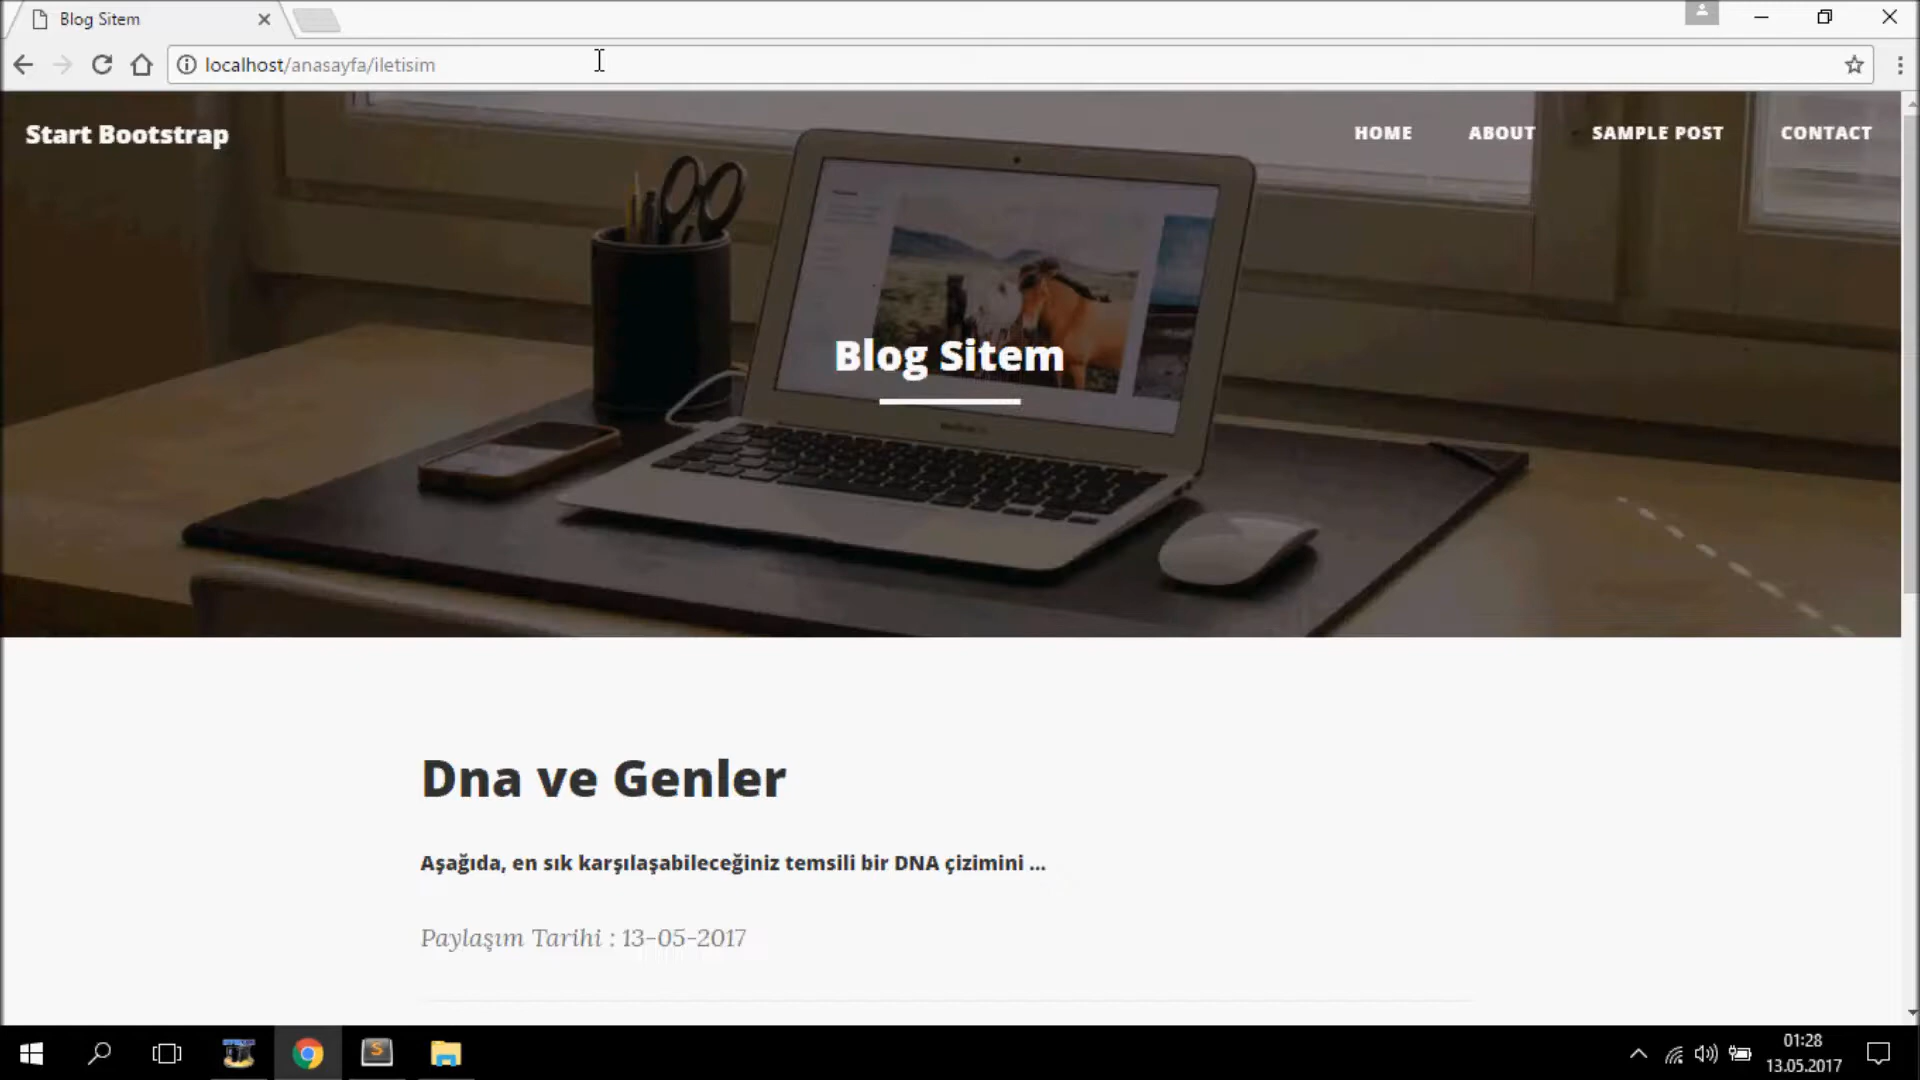 Blog Sitem
localhost/anasayfa/iletisim
Start Bootstrap
HOME ABOUT SAMPLE POST CONTACT
Blog Sitem
Dna ve Genler
Aşağıda, en sık karşılaşabileceğiniz temsili bir DNA çizimini ...
Paylaşım Tarihi : 13-05-2017
01:28
13.05.2017